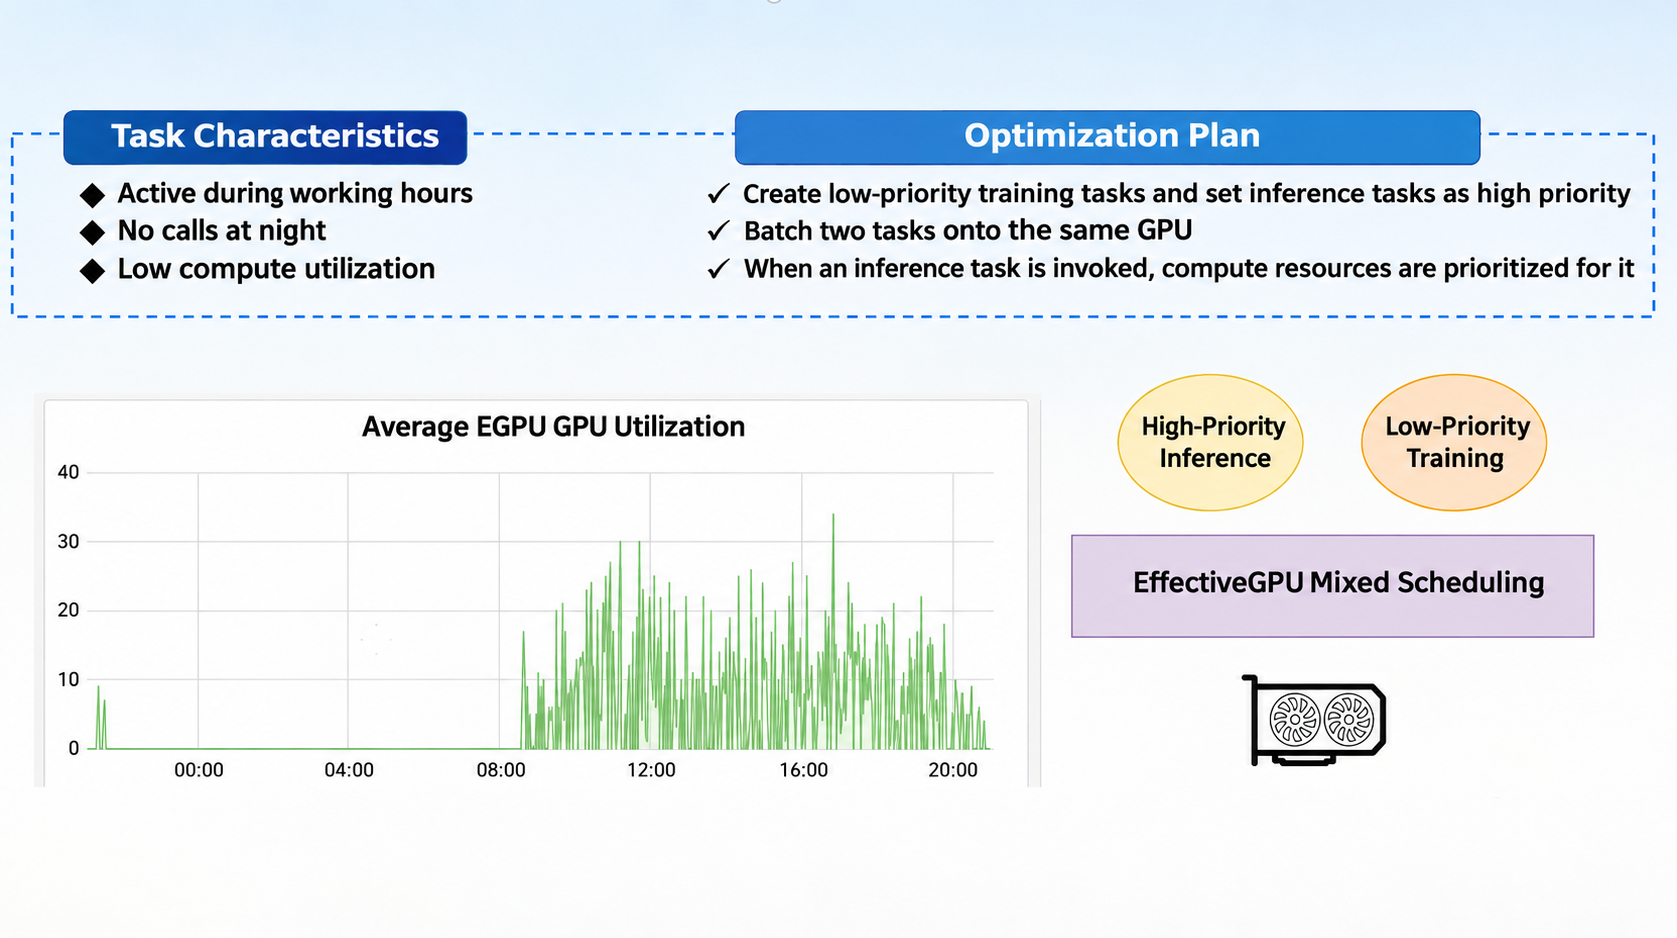 Task Characteristics
Active during working hours
No calls at night
Low compute utilization
Optimization Plan
Create low-priority training tasks and set inference tasks as high priority
Batch two tasks onto the same GPU
When an inference task is invoked, compute resources are prioritized for it
Average EGPU GPU Utilization
40
30
20
10
0
00:00
04:00
08:00
12:00
16:00
20:00
High-Priority
Inference
Low-Priority
Training
EffectiveGPU Mixed Scheduling